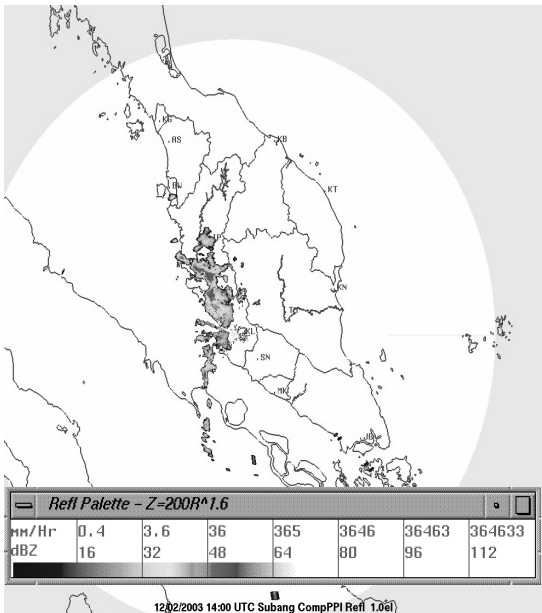 .KG
.AS
.KB
BW
.KT
IP
.KN
KL
.SN
MK
JB
Refl Palette – Z=200R^1.6
MM/Hr 0.4 3.6 36 365 3646 36463 364633
dBZ 16 32 48 64 80 96 112
12/02/2003 14:00 UTC Subang CompPPI Refl 1.0el